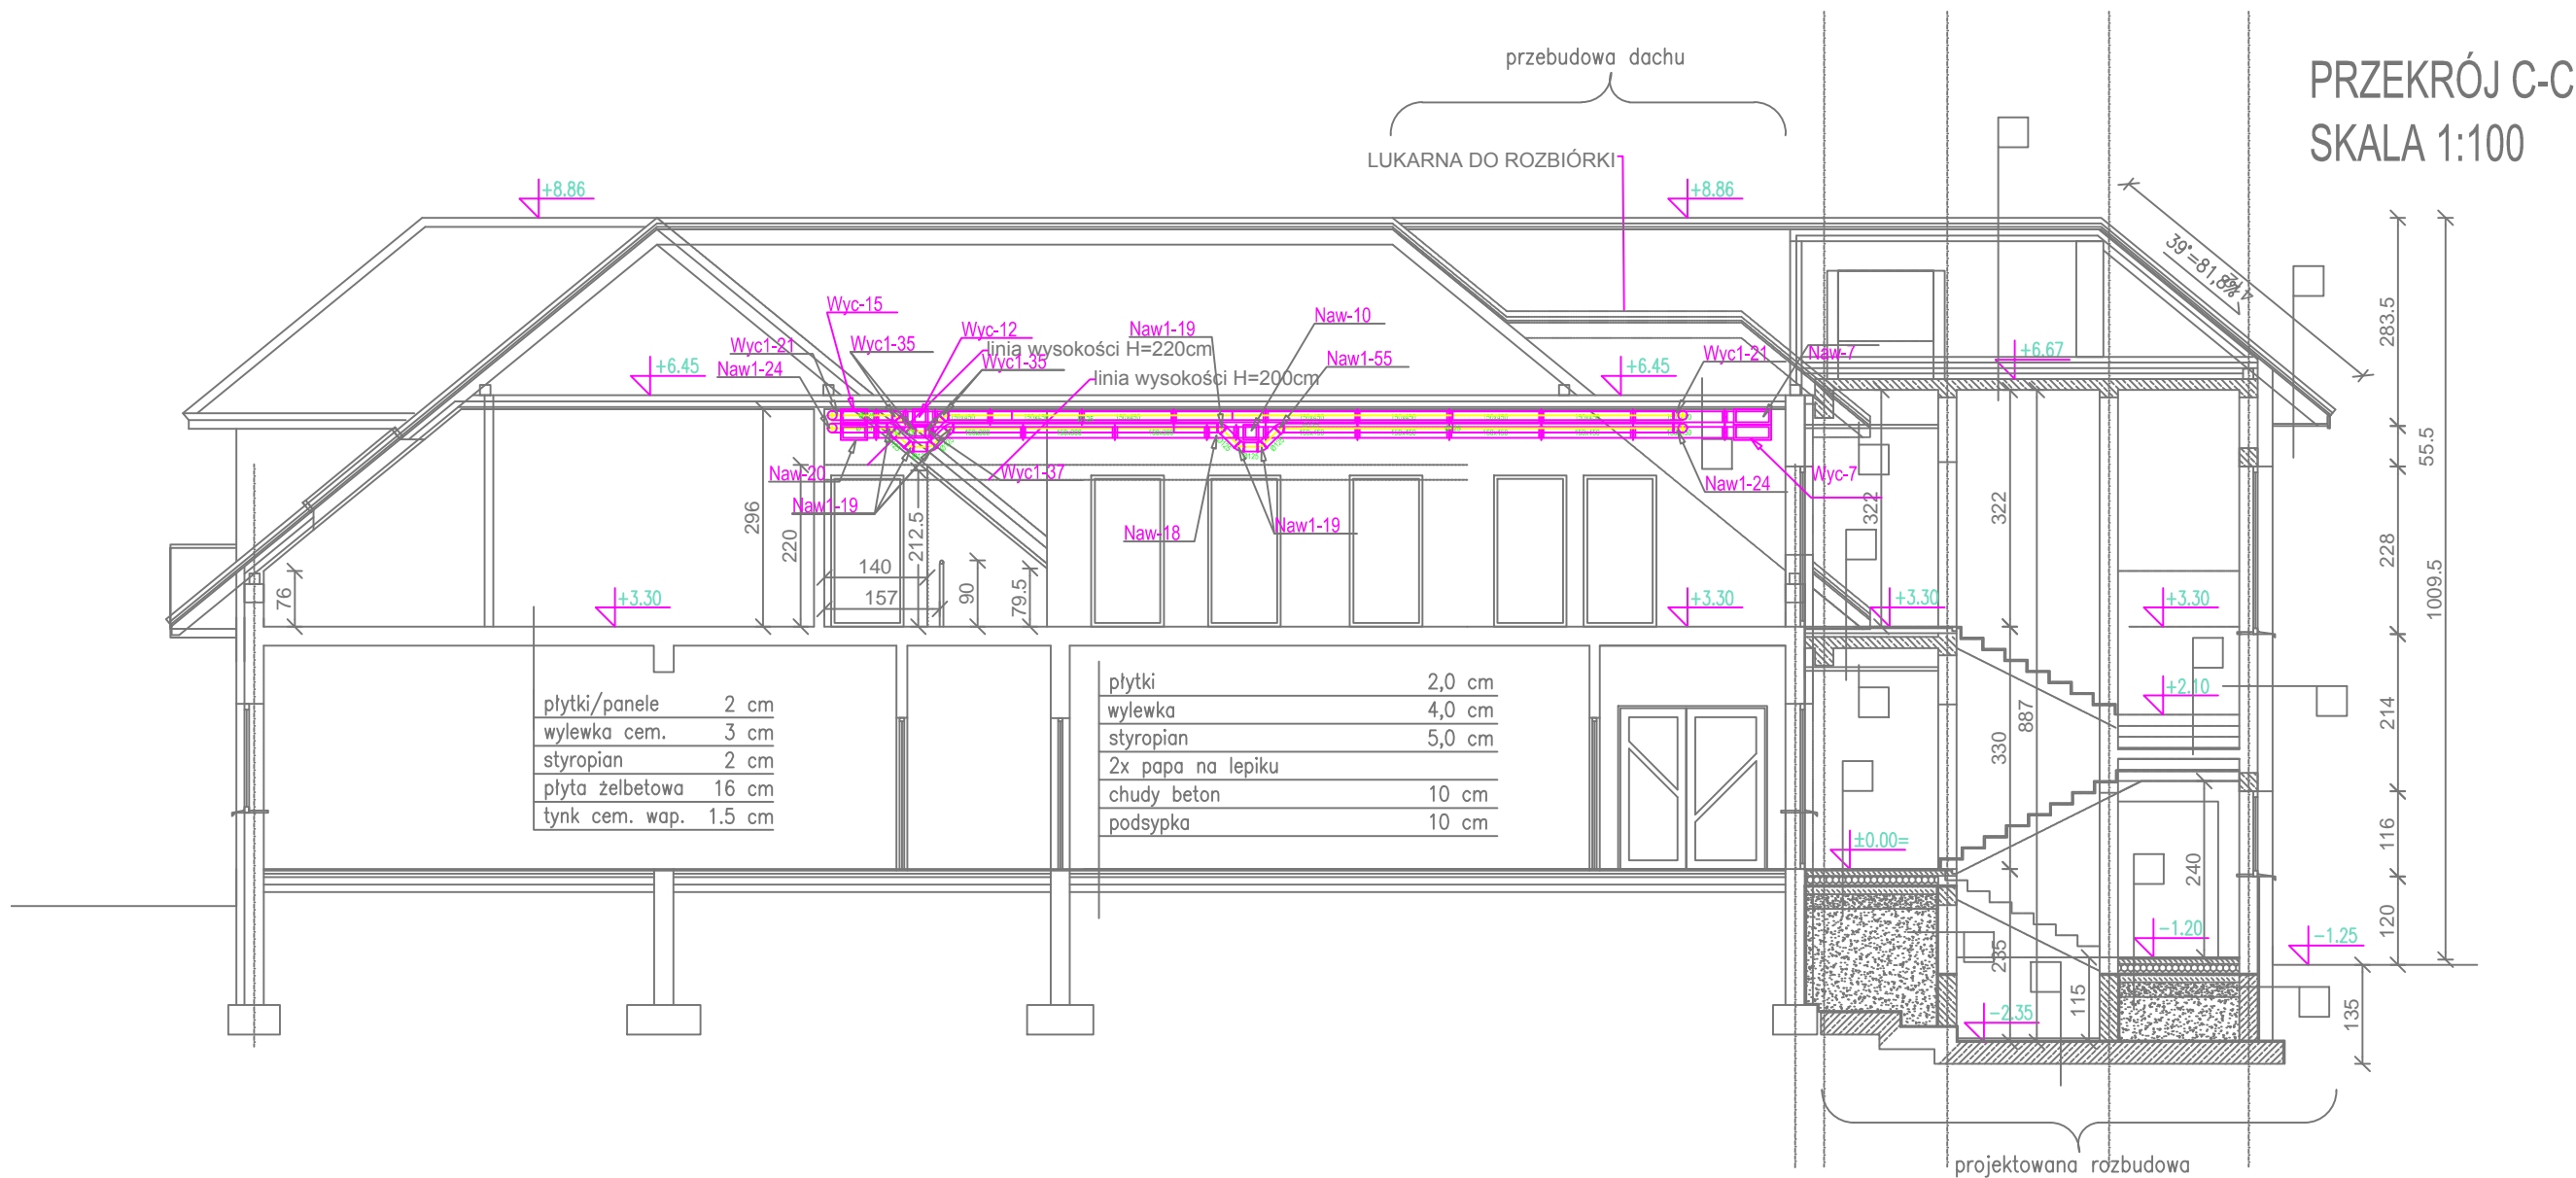 przebudowa dachu
PRZEKRÓJ C-C
SKALA 1:100
LUKARNA DO ROZBIÓRKI
+8.86
+8.86
39°=81,8%
283.5
55.5
1009.5
Wyc-15
Wyc-12
Naw1-19
Naw-10
Wyc1-21
Wyc1-35
linia wysokości H=220cm
Wyc1-35
Naw1-55
Wyc1-21
Naw-7
+6.67
+6.45
Naw1-24
linia wysokości H=200cm
+6.45
Naw-20
Wyc1-37
Naw1-24
Wyc-7
Naw1-19
Naw-18
Naw1-19
296
220
212.5
322
322
228
140
157
90
79.5
76
+3.30
+3.30
+3.30
+3.30
płytki/panele 2 cm
wylewka cem. 3 cm
styropian 2 cm
płyta żelbetowa 16 cm
tynk cem. wap. 1.5 cm
płytki 2,0 cm
wylewka 4,0 cm
styropian 5,0 cm
2x papa na lepiku
chudy beton 10 cm
podsypka 10 cm
+2.10
214
330
887
±0.00=
116
240
120
-1.20
-1.25
235
115
-2.35
135
projektowana rozbudowa